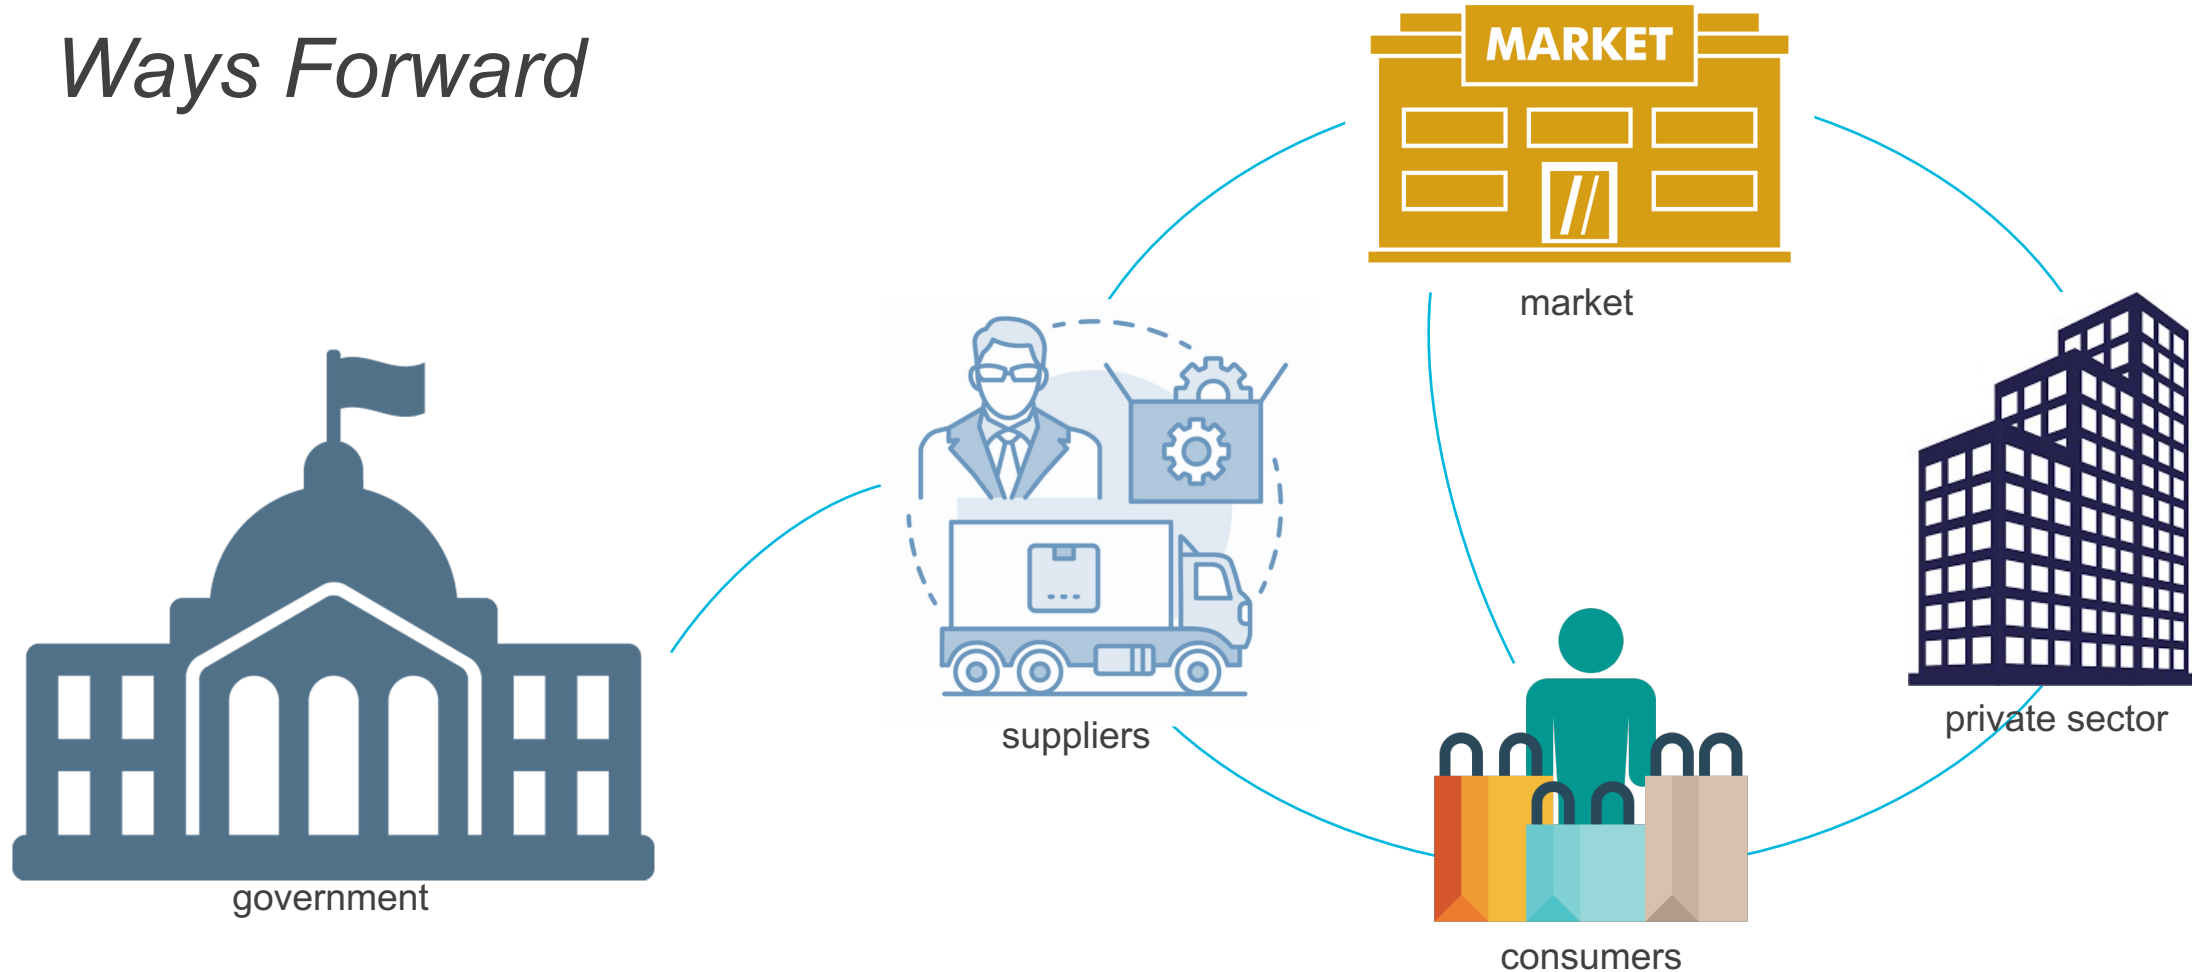 Ways Forward
MARKET
market
suppliers
private sector
government
consumers